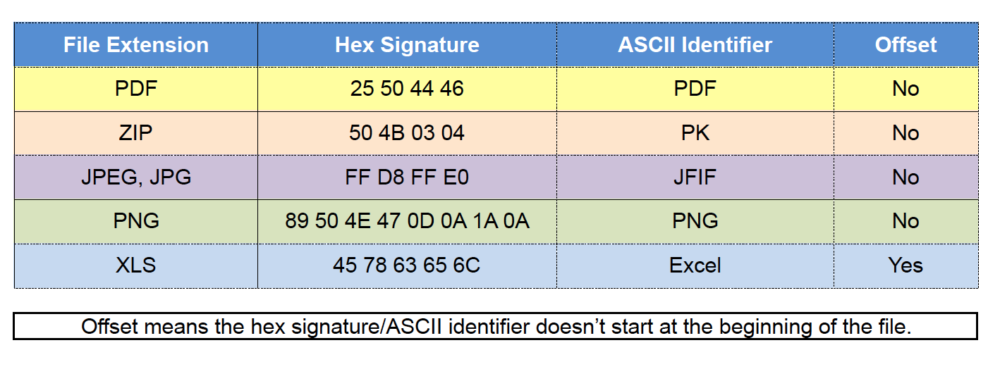 File Extension Hex Signature ASCII Identifier Offset
PDF 25 50 44 46 PDF No
ZIP 50 4B 03 04 PK No
JPEG, JPG FF D8 FF E0 JFIF No
PNG 89 50 4E 47 0D 0A 1A 0A PNG No
XLS 45 78 63 65 6C Excel Yes
Offset means the hex signature/ASCII identifier doesn’t start at the beginning of the file.